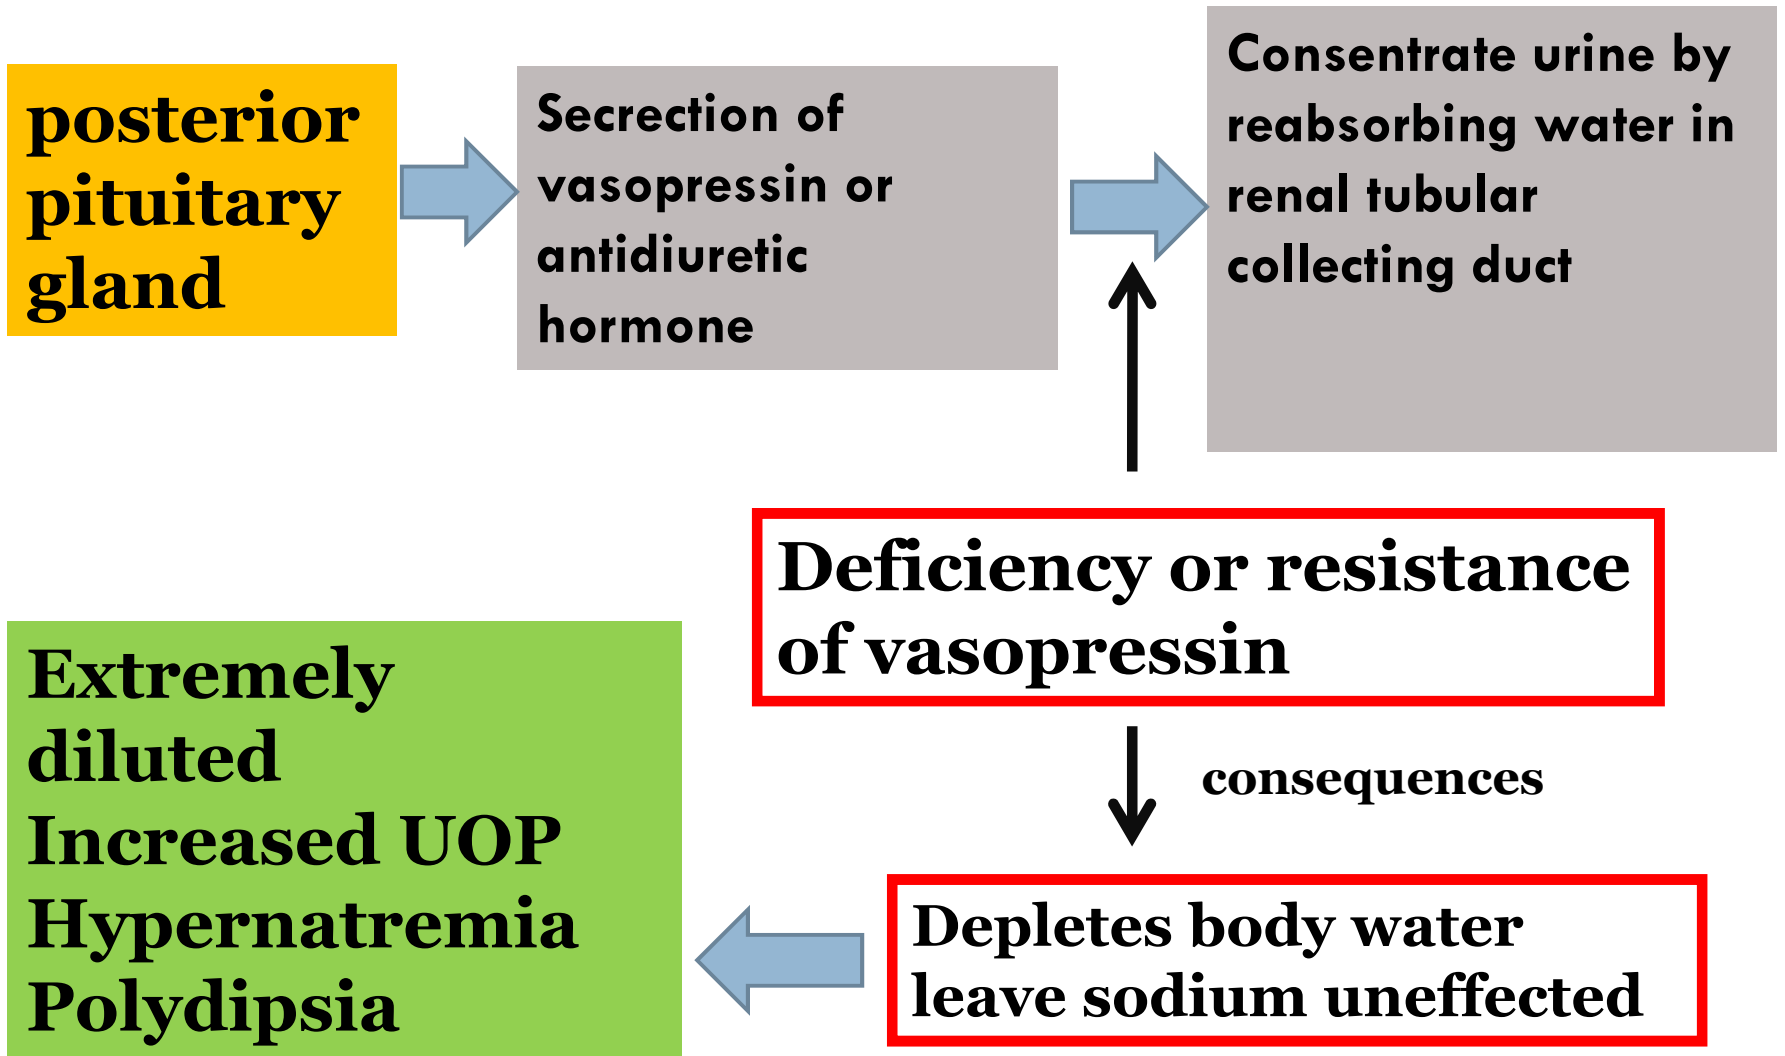 posterior
pituitary
gland
Secrection of
vasopressin or
antidiuretic
hormone
Consentrate urine by
reabsorbing water in
renal tubular
collecting duct
Deficiency or resistance
of vasopressin
consequences
Depletes body water
leave sodium uneffected
Extremely
diluted
Increased UOP
Hypernatremia
Polydipsia